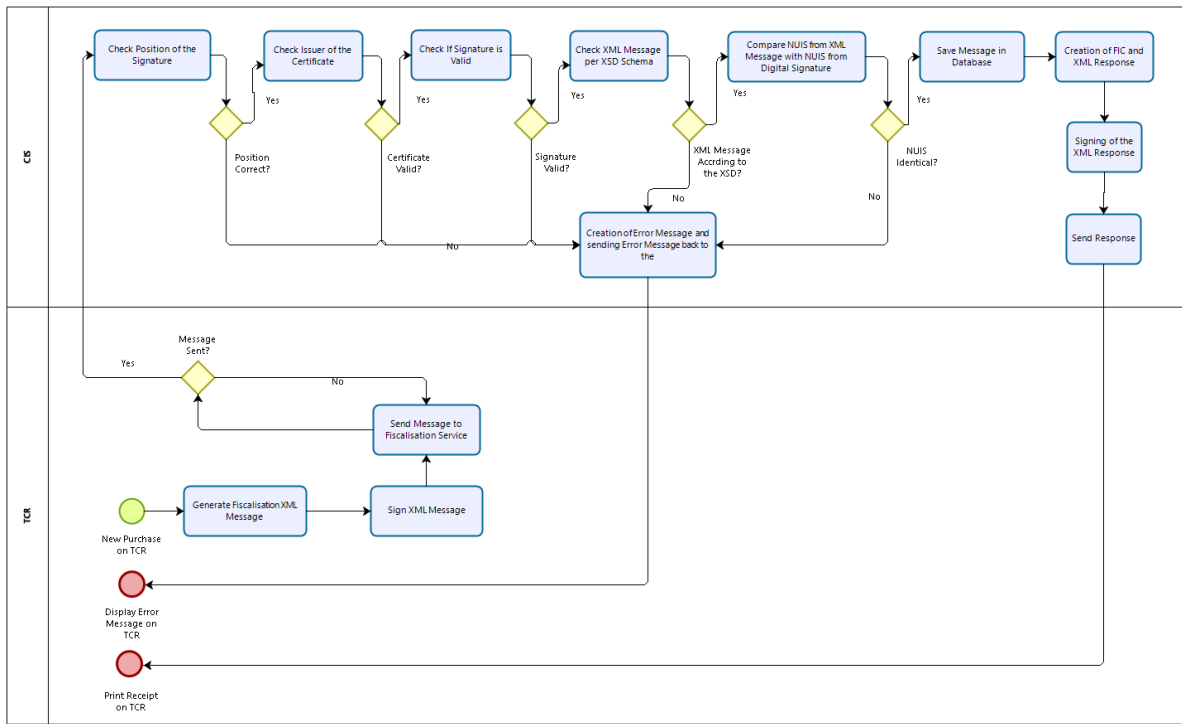 CIS
Check Position of the
Signature
Check Issuer of the
Certificate
Check If Signature is
Valid
Check XML Message
per XSD Schema
Compare NUIS from XML
Message with NUIS from
Digital Signature
Save Message in
Database
Creation of FIC and
XML Response
Yes
Yes
Yes
Yes
Yes
Position
Correct?
Certificate
Valid?
Signature
Valid?
XML Message
Accrding to
the XSD?
NUIS
Identical?
Signing of the
XML Response
No
No
No
Creation of Error Message and
sending Error Message back to
the
Send Response
TCR
Message
Sent?
Yes
No
Send Message to
Fiscalisation Service
Generate Fiscalisation XML
Message
Sign XML Message
New Purchase
on TCR
Display Error
Message on
TCR
Print Receipt
on TCR